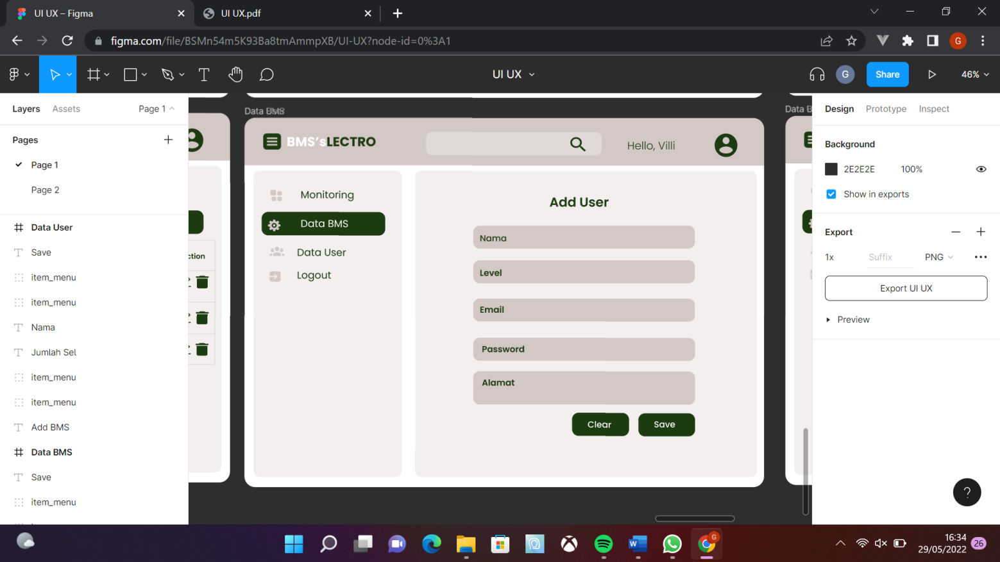 UI UX – Figma
UI UX.pdf
figma.com/file/BSMn54m5K93Ba8tmAmmpXB/UI-UX?node-id=0%3A1
G
UI UX
G
Share
46%
Layers
Assets
Page 1
Pages
Page 1
Page 2
Data User
Save
item_menu
item_menu
Nama
Jumlah Sel
item_menu
item_menu
Add BMS
Data BMS
Save
item_menu
ction
Data
BMS'sLECTRO
Hello, Villi
Monitoring
Data BMS
Data User
Logout
Add User
Nama
Level
Email
Password
Alamat
Clear
Save
Data
Design
Prototype
Inspect
Background
2E2E2E
100%
Show in exports
Export
1x
Suffix
PNG
Export UI UX
Preview
?
G
16:34
29/05/2022
26